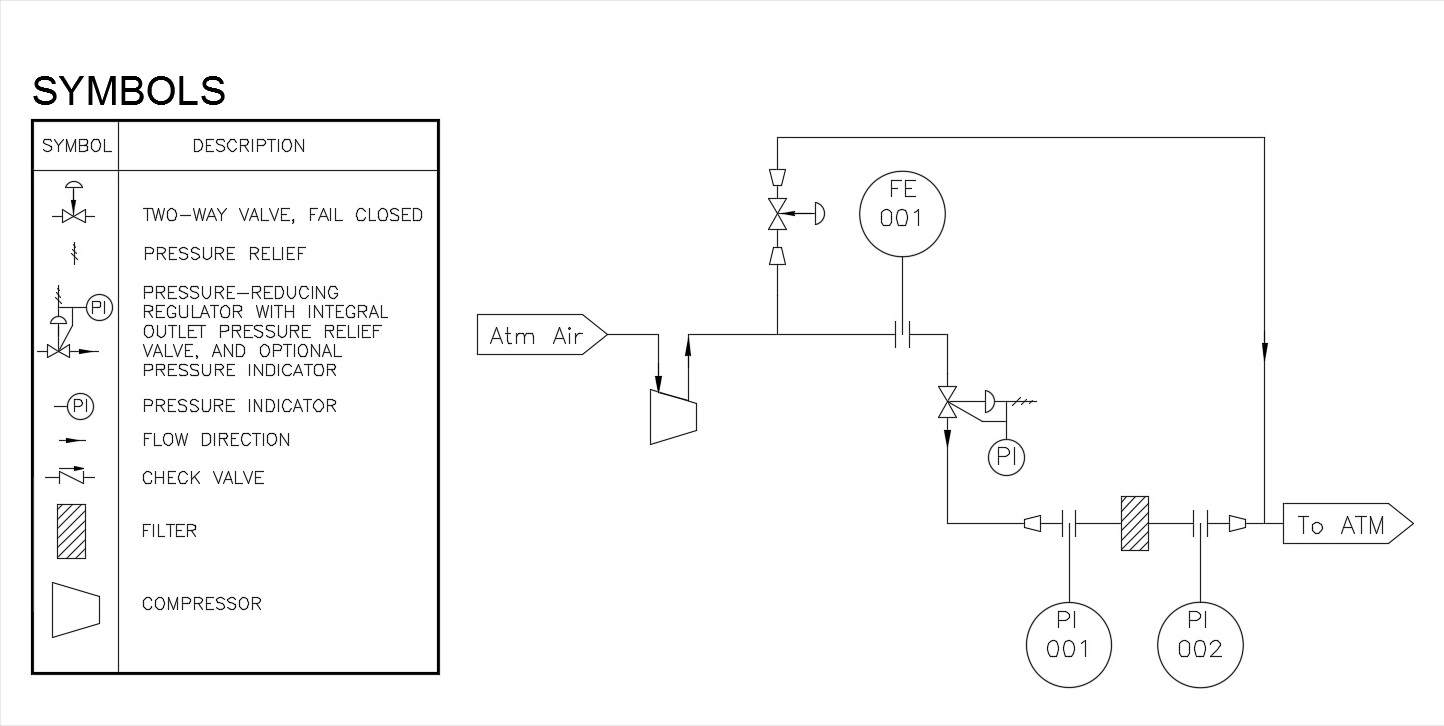 SYMBOLS
SYMBOL DESCRIPTION
TWO-WAY VALVE, FAIL CLOSED
PRESSURE RELIEF
PI
PRESSURE-REDUCING
REGULATOR WITH INTEGRAL
OUTLET PRESSURE RELIEF
VALVE, AND OPTIONAL
PRESSURE INDICATOR
PI PRESSURE INDICATOR
FLOW DIRECTION
CHECK VALVE
FILTER
COMPRESSOR
FE
001
Atm Air
PI
To ATM
PI
001
PI
002